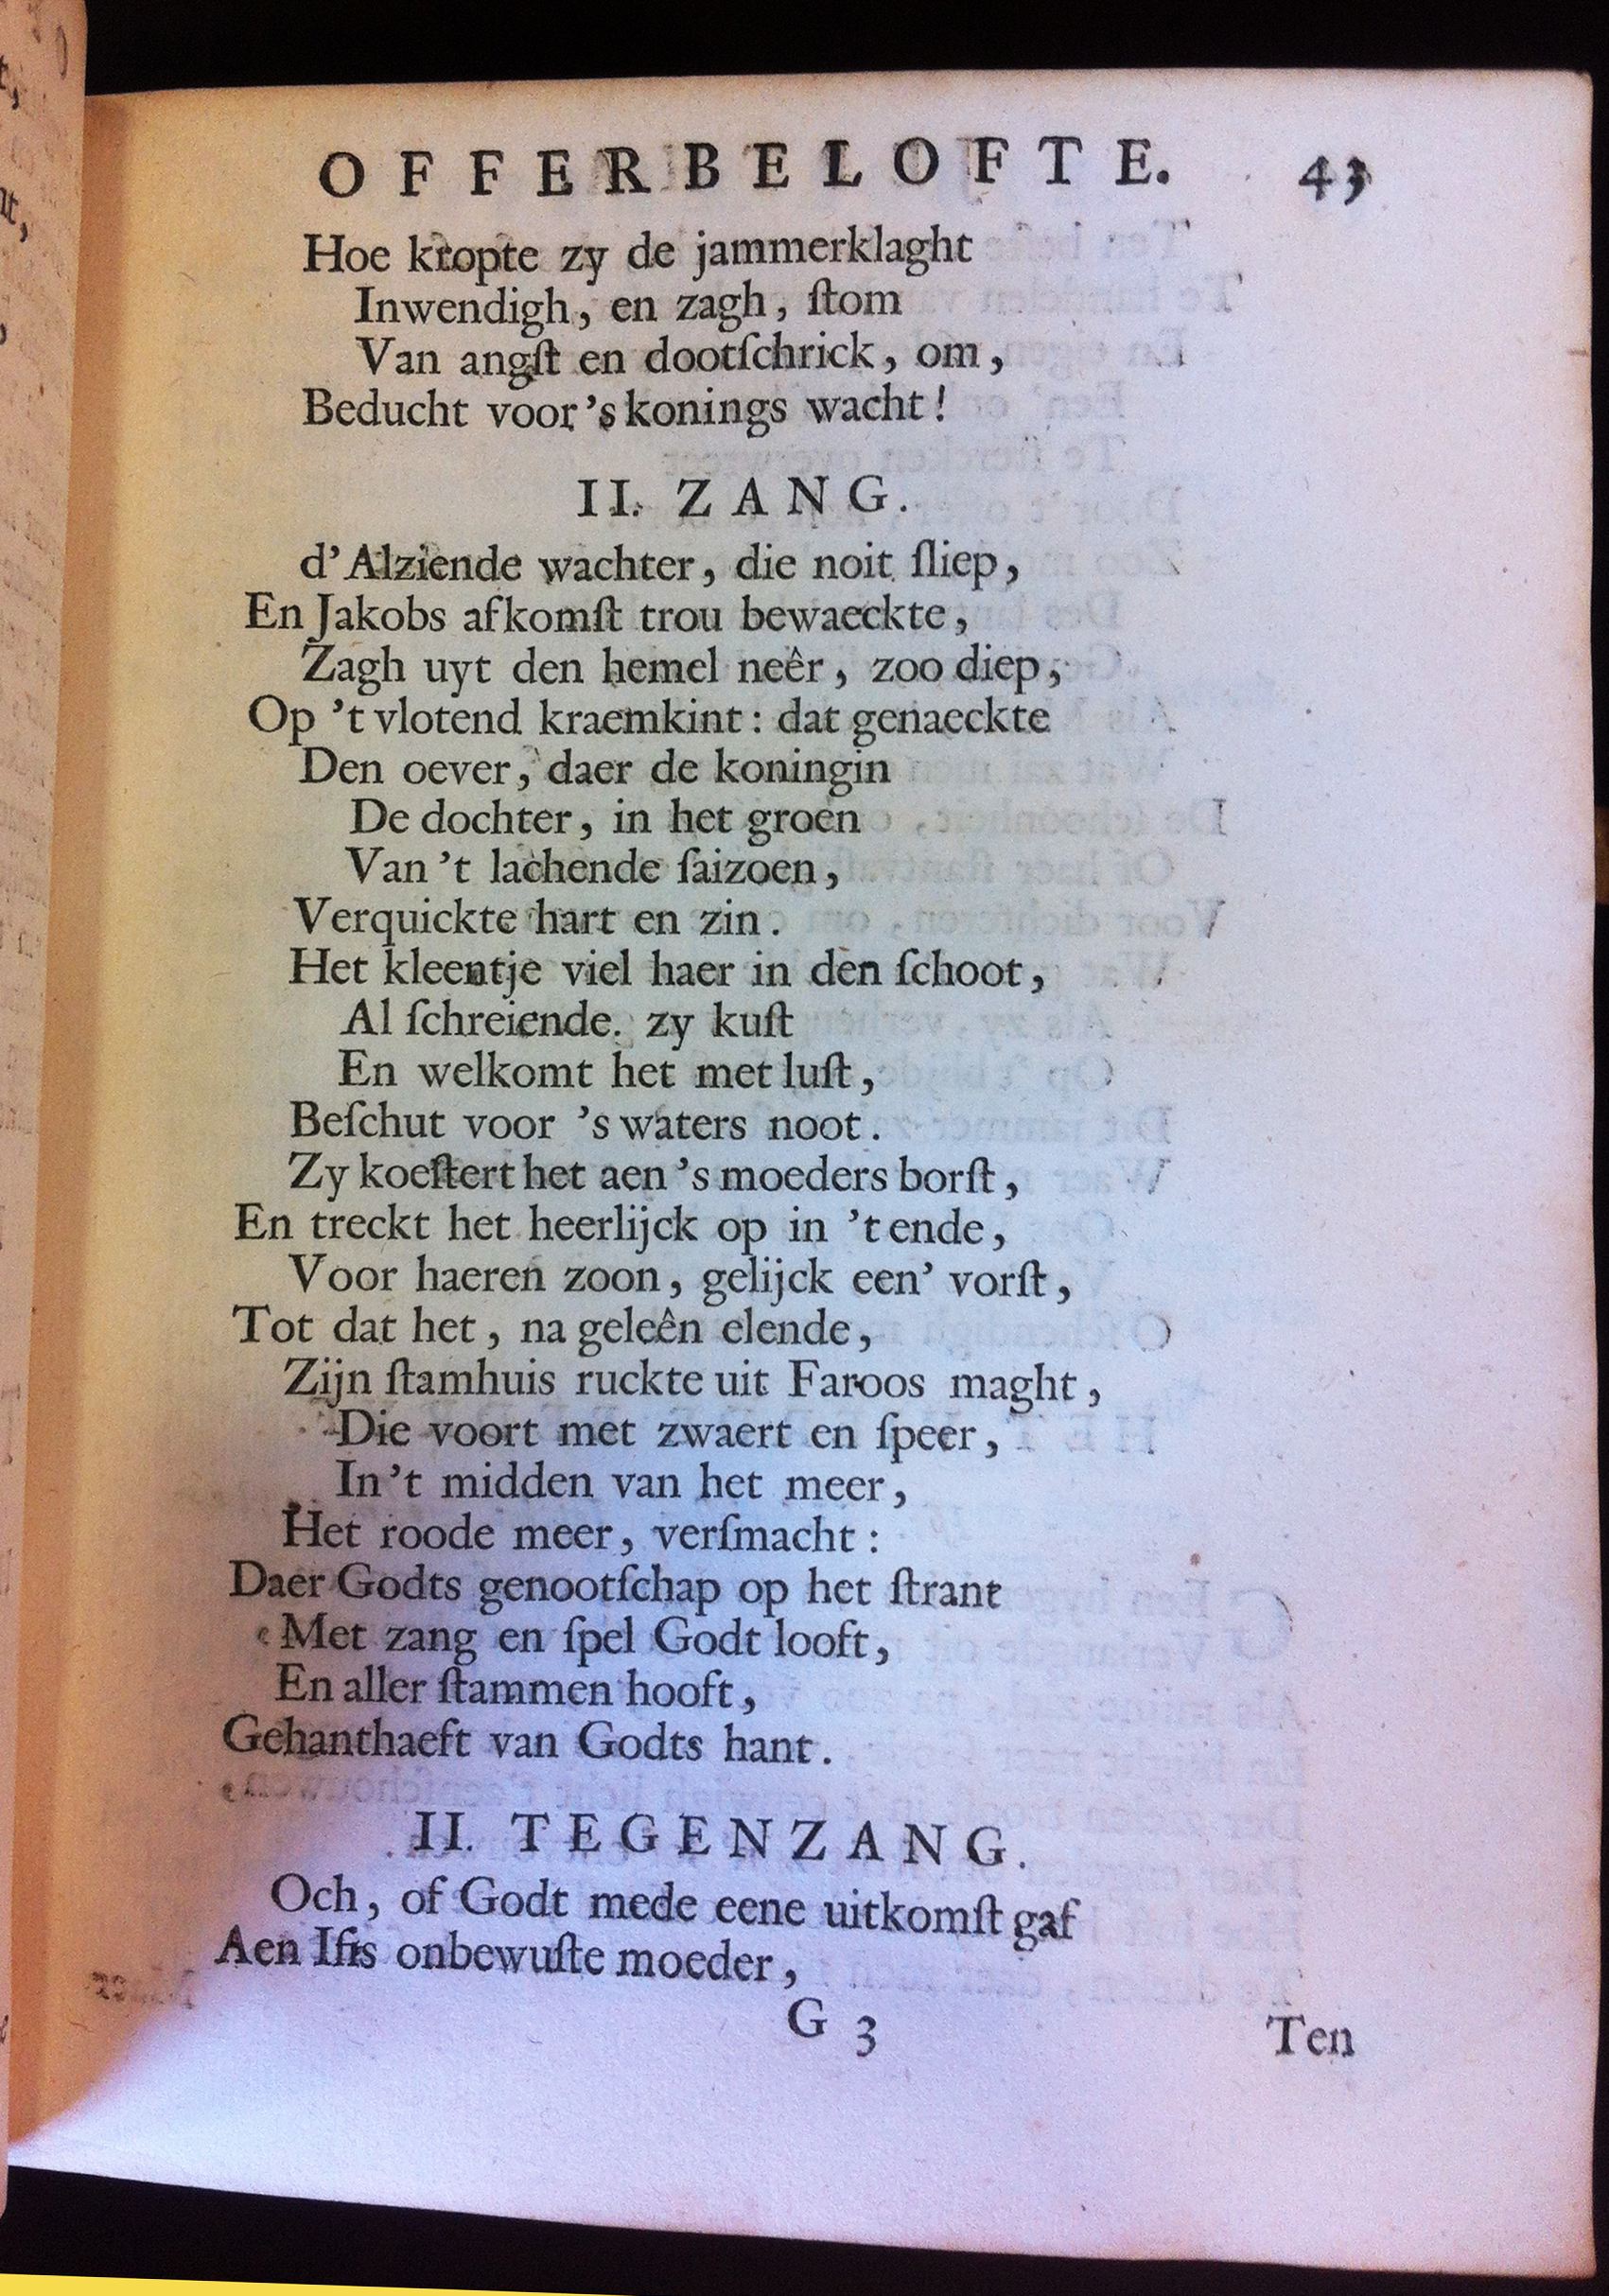 OFFERBELOFTE. 43
Hoe kropte zy de jammerklaght
Inwendigh, en zagh, ſtom
Van angſt en dootſchrick, om,
Beducht voor 's konings wacht!
II. ZANG.
d'Alziende wachter, die noit ſliep,
En Jakobs afkomſt trou bewaeckte,
Zagh uyt den hemel neêr, zoo diep,
Op 't vlotend kraemkint: dat genaeckte
Den oever, daer de koningin
De dochter, in het groen
Van 't lachende ſaizoen,
Verquickte hart en zin.
Het kleentje viel haer in den ſchoot,
Al ſchreiende. zy kuſt
En welkomt het met luſt,
Beſchut voor 's waters noot.
Zy koeſtert het aen 's moeders borſt,
En treckt het heerlijck op in 't ende,
Voor haeren zoon, gelijck een' vorſt,
Tot dat het, na geleên elende,
Zijn ſtamhuis ruckte uit Faroos maght,
Die voort met zwaert en ſpeer,
In 't midden van het meer,
Het roode meer, verſmacht:
Daer Godts genootſchap op het ſtrant
Met zang en ſpel Godt looft,
En aller ſtammen hooft,
Gehanthaeft van Godts hant.
II. TEGENZANG.
Och, of Godt mede eene uitkomſt gaf
Aen Iſis onbewuſte moeder,
G 3 Ten